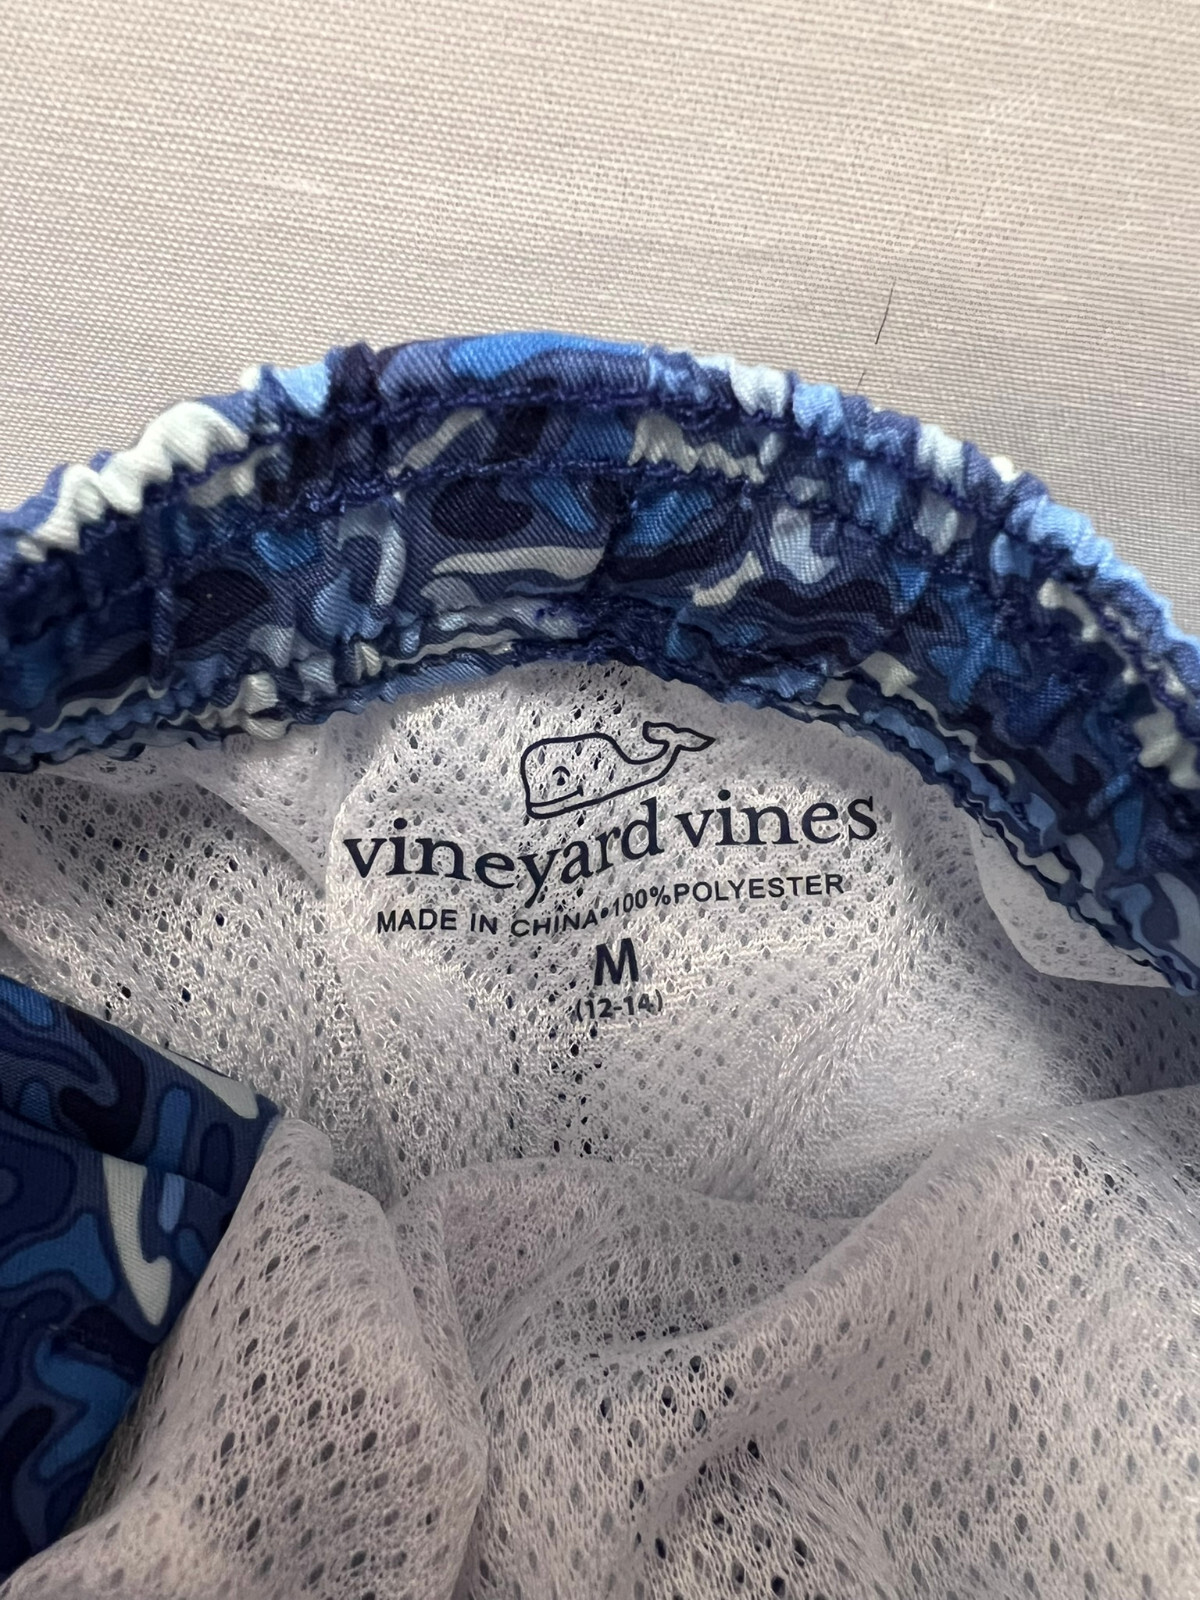 vineyard vines
MADE IN CHINA•100%POLYESTER
M
(12-14)